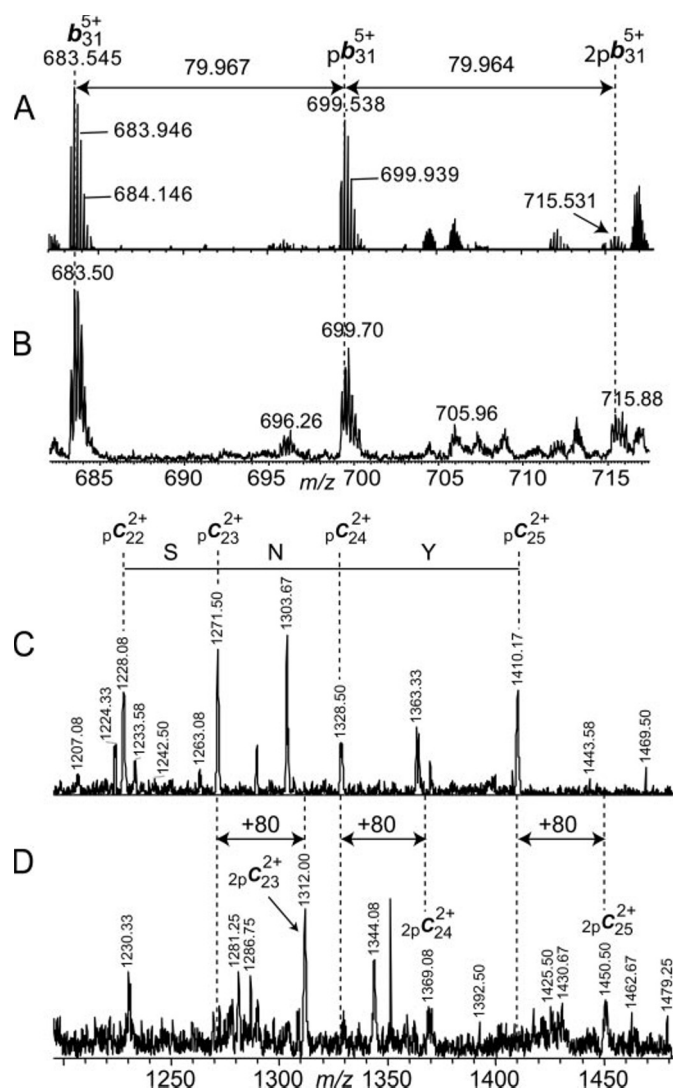 b31 5+ pb31 5+ 2pb31 5+
683.545 79.967 79.964
A
699.538
683.946
684.146
699.939
715.531
683.50
B
699.70
696.26
705.96
715.88
685 690 695 700 705 710 715
m/z
pc22 2+ pc23 2+ pc24 2+ pc25 2+
S N Y
C
1207.08
1224.33
1228.08
1233.58
1242.50
1263.08
1271.50
1303.67
1328.50
1363.33
1410.17
1443.58
1469.50
+80 +80 +80
D
2pc23 2+
2pc24 2+
2pc25 2+
1230.33
1281.25
1286.75
1312.00
1344.08
1369.08
1392.50
1425.50
1430.67
1450.50
1462.67
1479.25
1250 1300 m/z 1350 1400 1450